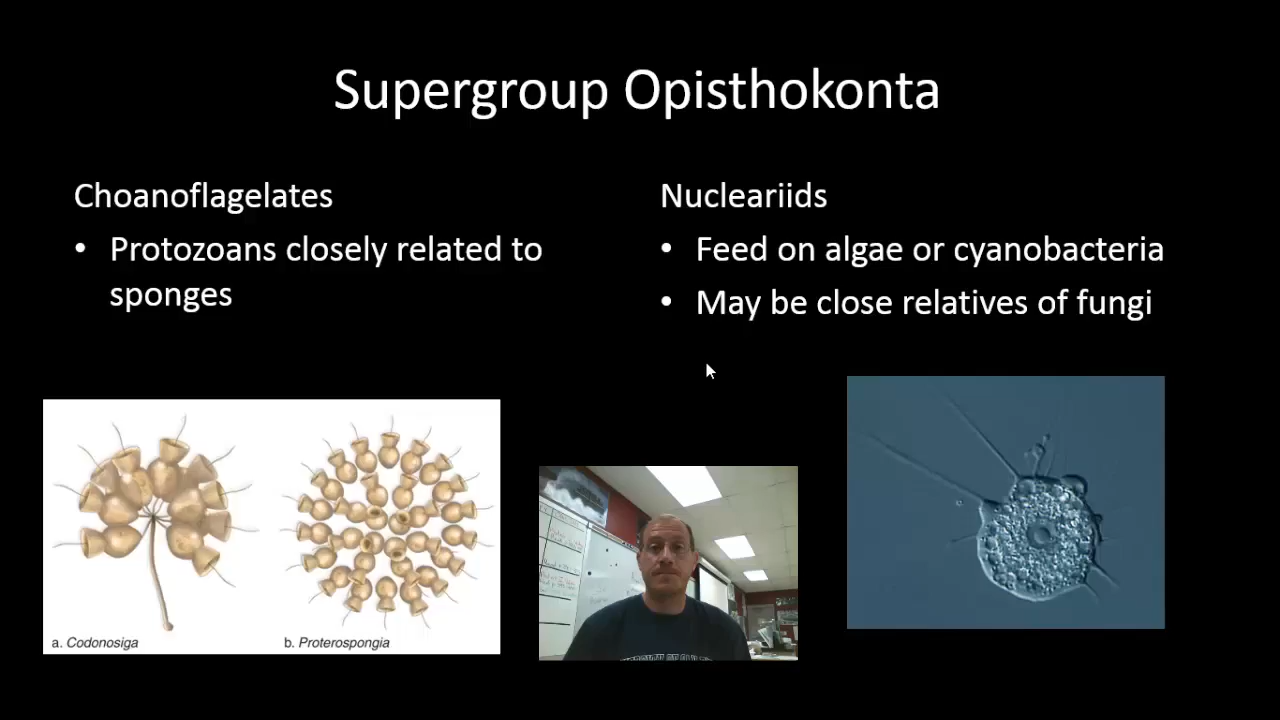 Supergroup Opisthokonta
Choanoflagelates
• Protozoans closely related to
sponges
Nucleariids
• Feed on algae or cyanobacteria
• May be close relatives of fungi
a. Codonosiga
b. Proterospongia